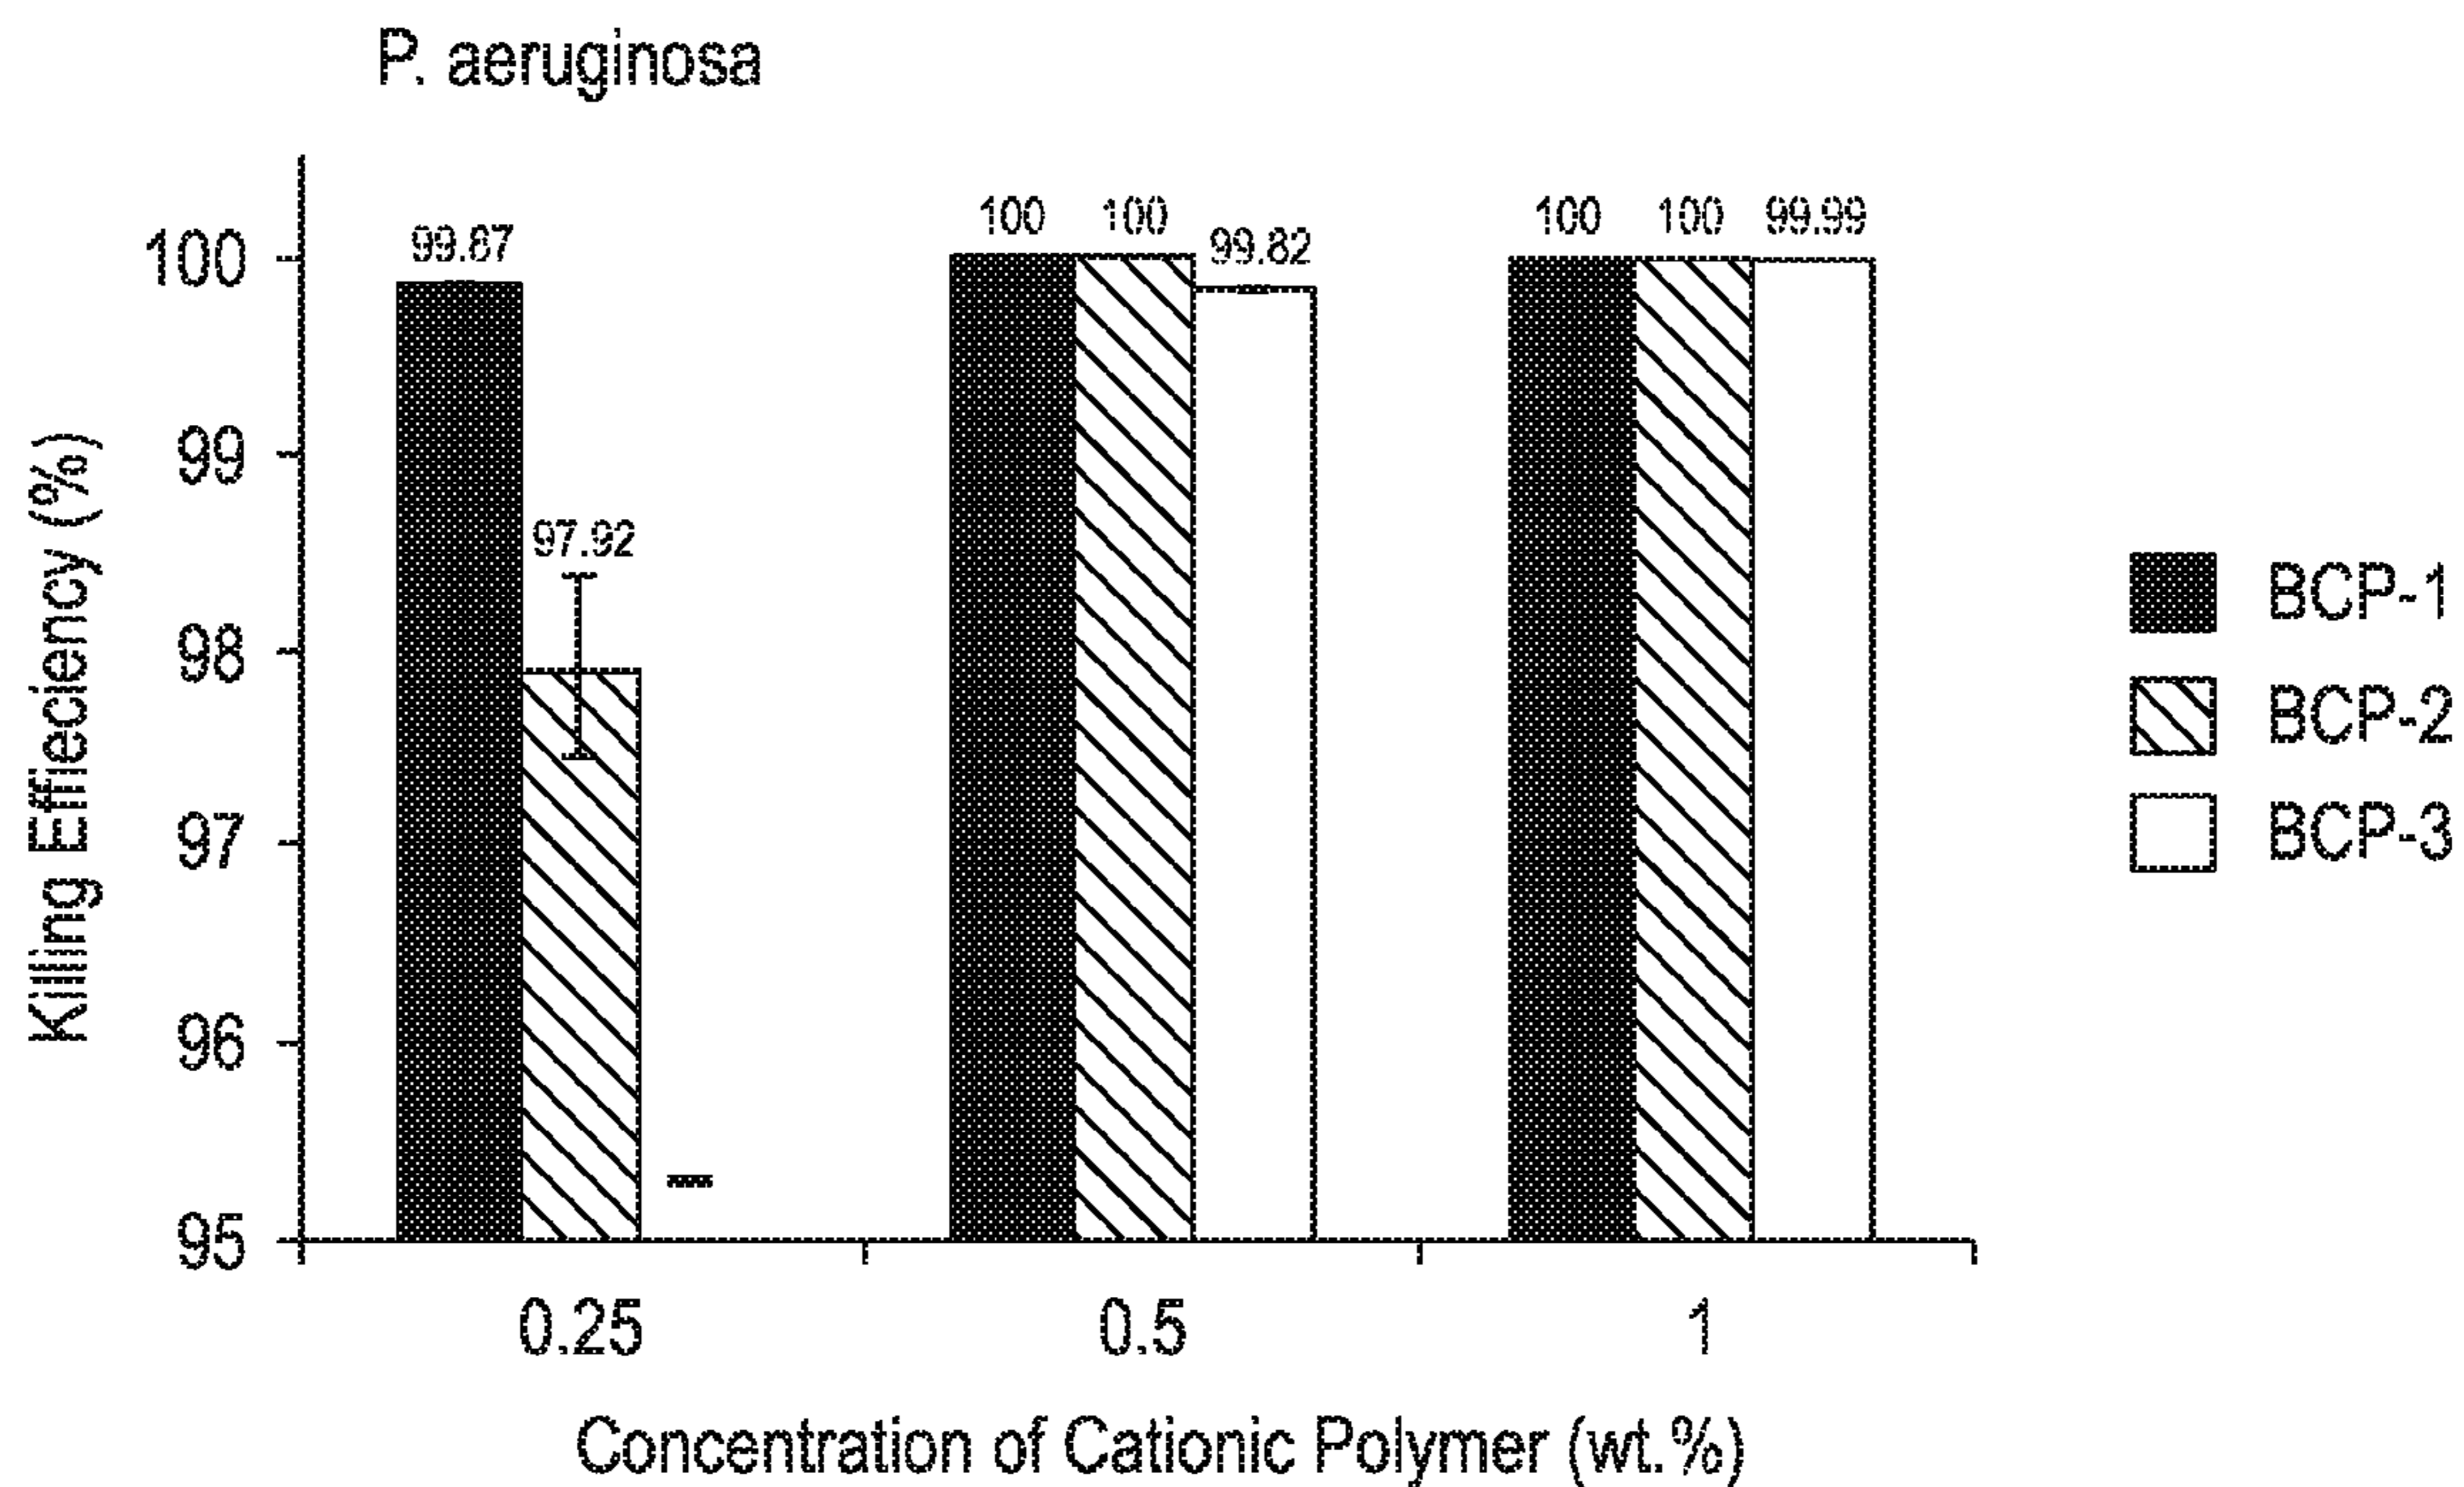 P. aeruginosa
Killing Effieciency (%)
100
99
98
97
96
95
99.87
97.92
100
100
99.82
100
100
99.99
0.25
0.5
1
Concentration of Cationic Polymer (wt.%)
BCP-1
BCP-2
BCP-3